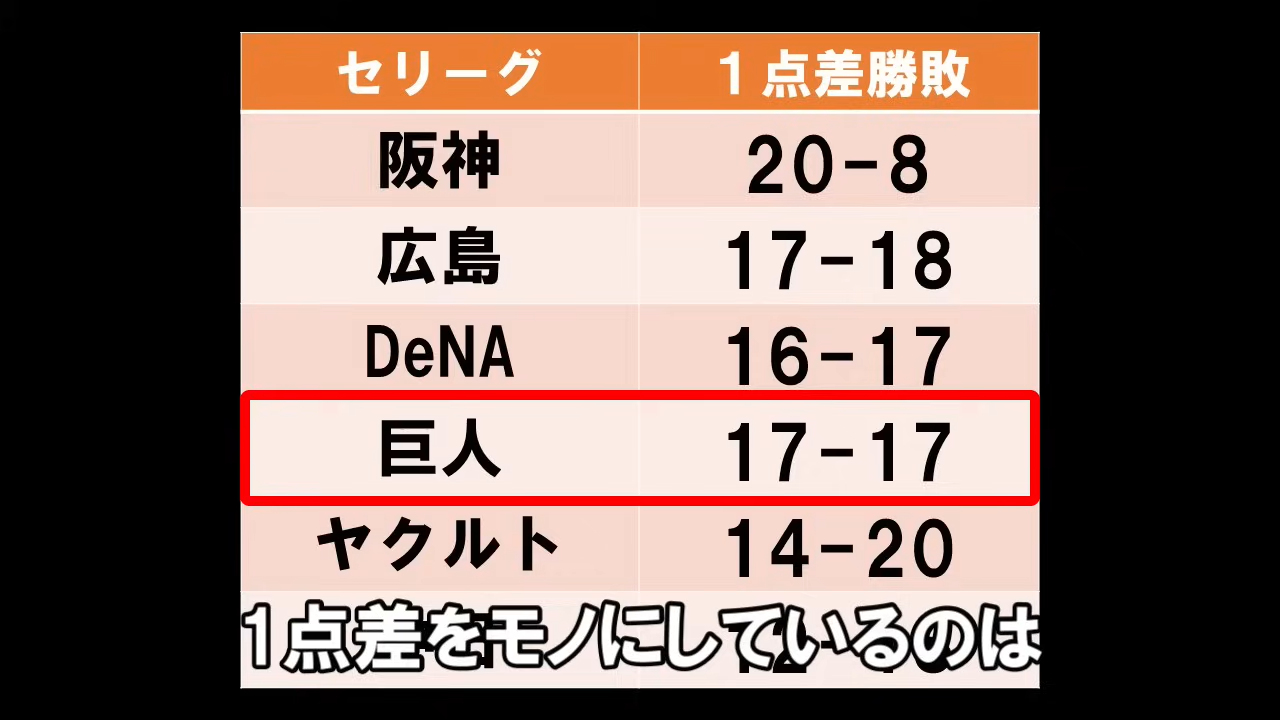 セリーグ １点差勝敗
阪神 20-8
広島 17-18
DeNA 16-17
巨人 17-17
ヤクルト 14-20
1点差をモノにしているのは